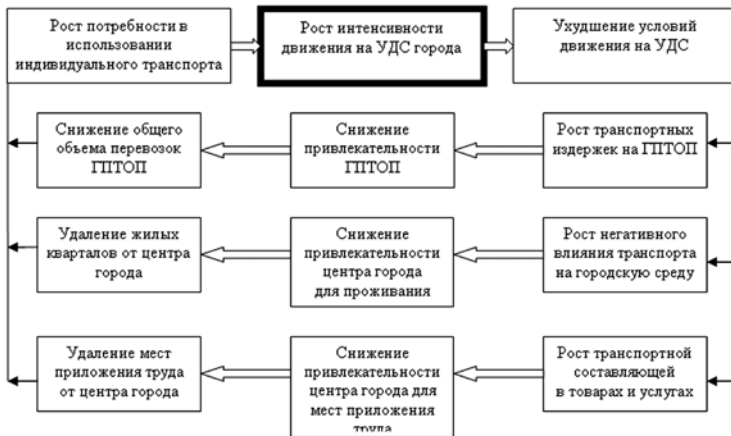 Рост потребности в
использовании
индивидуального транспорта
Рост интенсивности
движения на УДС города
Ухудшение условий
движения на УДС
Снижение общего
объема перевозок
ГПТОП
Снижение
привлекательности
ГПТОП
Рост транспортных
издержек на ГПТОП
Удаление жилых
кварталов от центра
города
Снижение
привлекательности
центра города
для проживания
Рост негативного
влияния транспорта
на городскую среду
Удаление мест
приложения труда
от центра города
Снижение
привлекательности
центра города для
мест приложения
труда
Рост транспортной
составляющей
в товарах и услугах